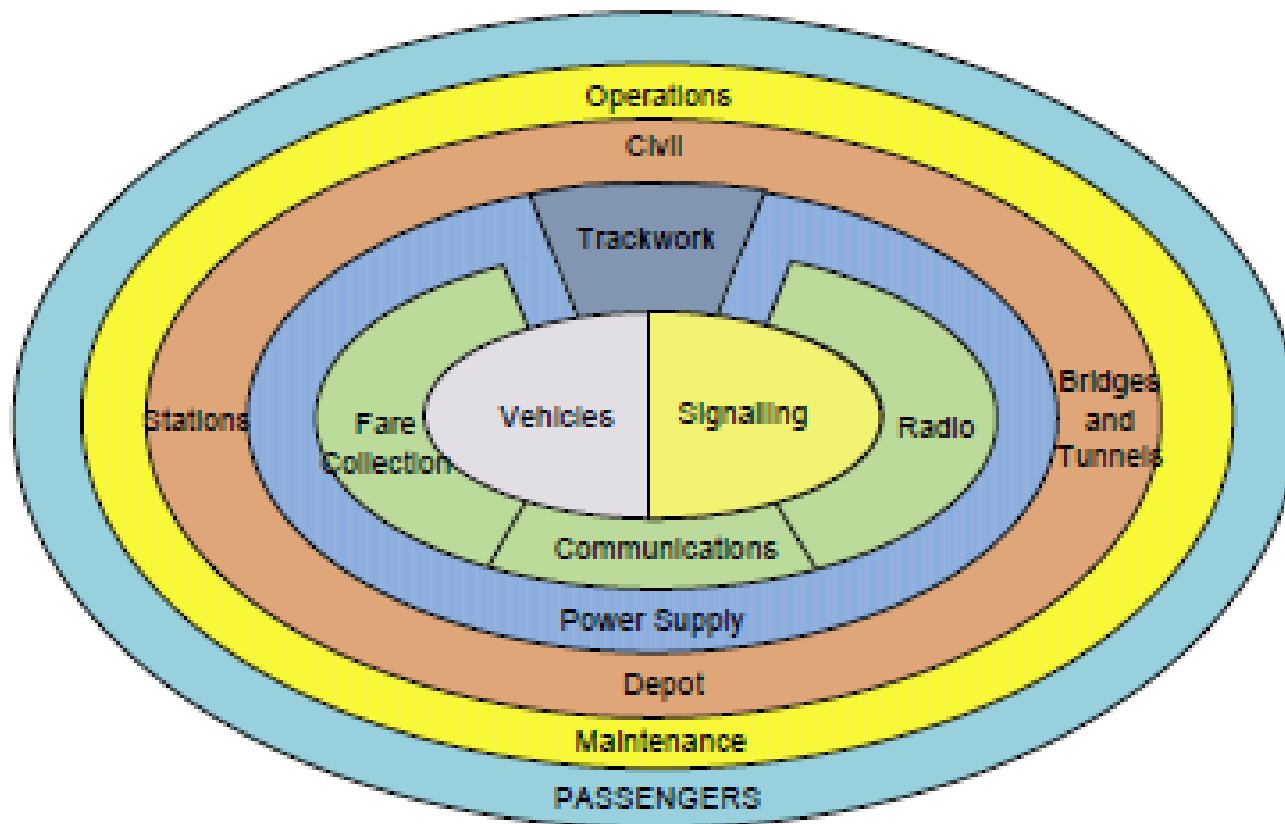 Operations
Civil
Trackwork
Stations
Fare
Collection
Vehicles
Signalling
Radio
Bridges
and
Tunnels
Communications
Power Supply
Depot
Maintenance
PASSENGERS